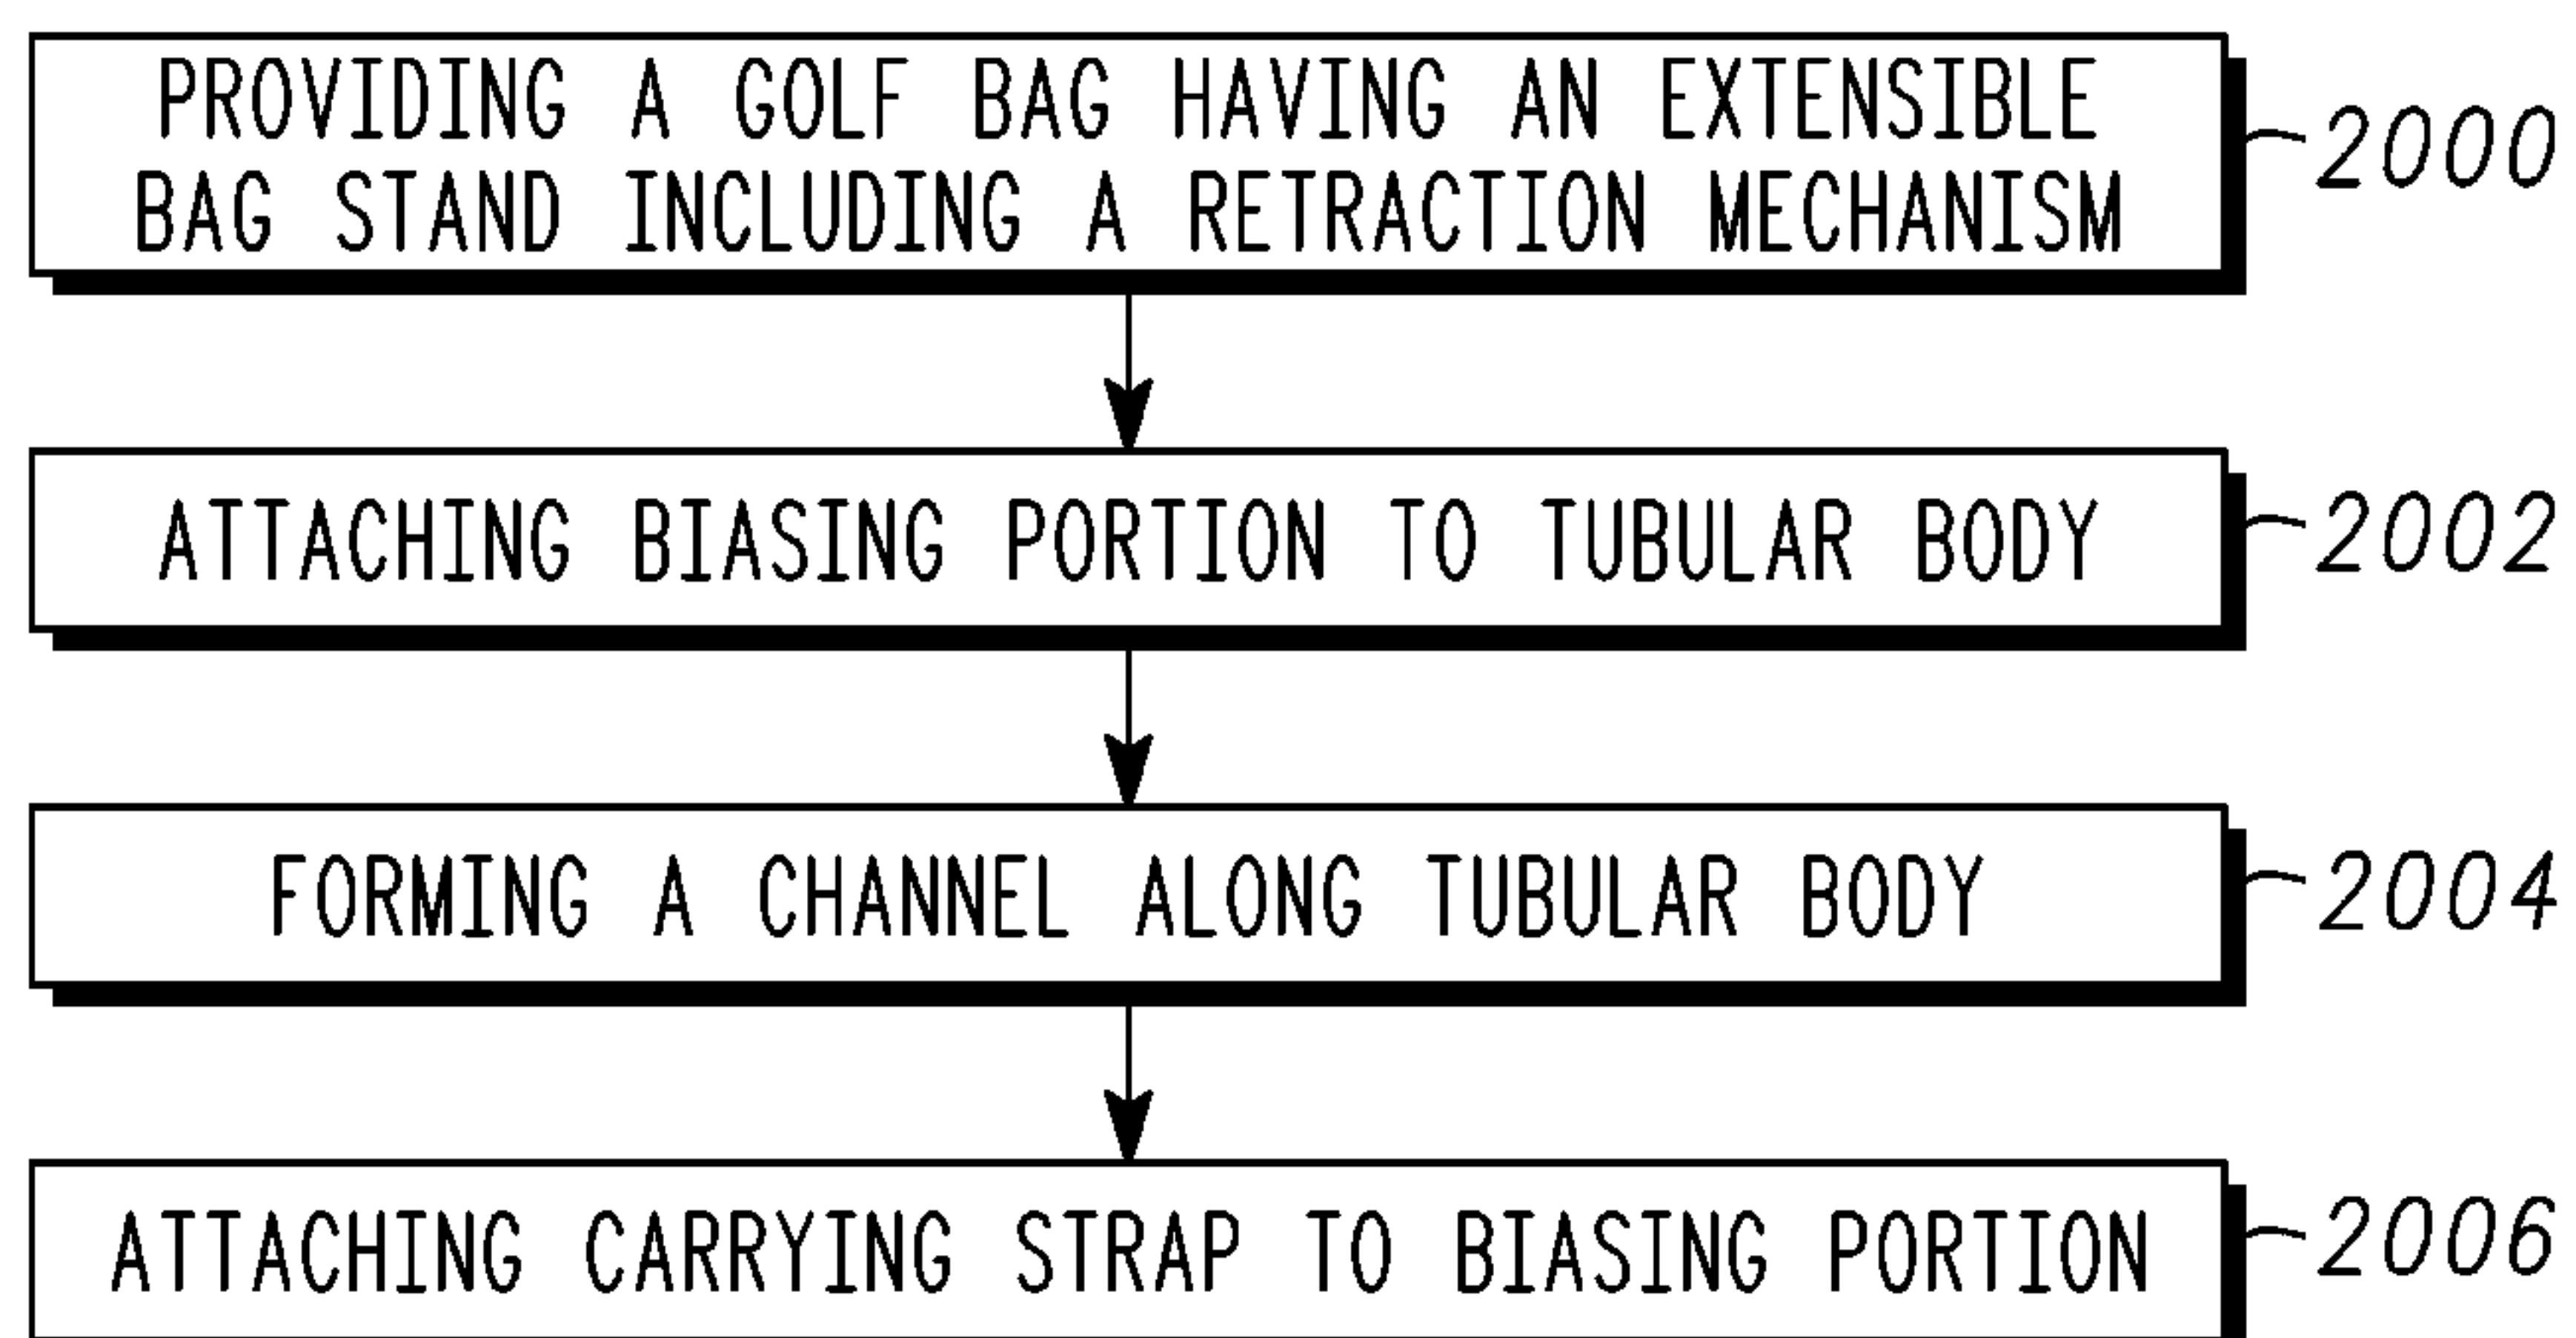 PROVIDING A GOLF BAG HAVING AN EXTENSIBLE
BAG STAND INCLUDING A RETRACTION MECHANISM
2000
ATTACHING BIASING PORTION TO TUBULAR BODY
2002
FORMING A CHANNEL ALONG TUBULAR BODY
2004
ATTACHING CARRYING STRAP TO BIASING PORTION
2006